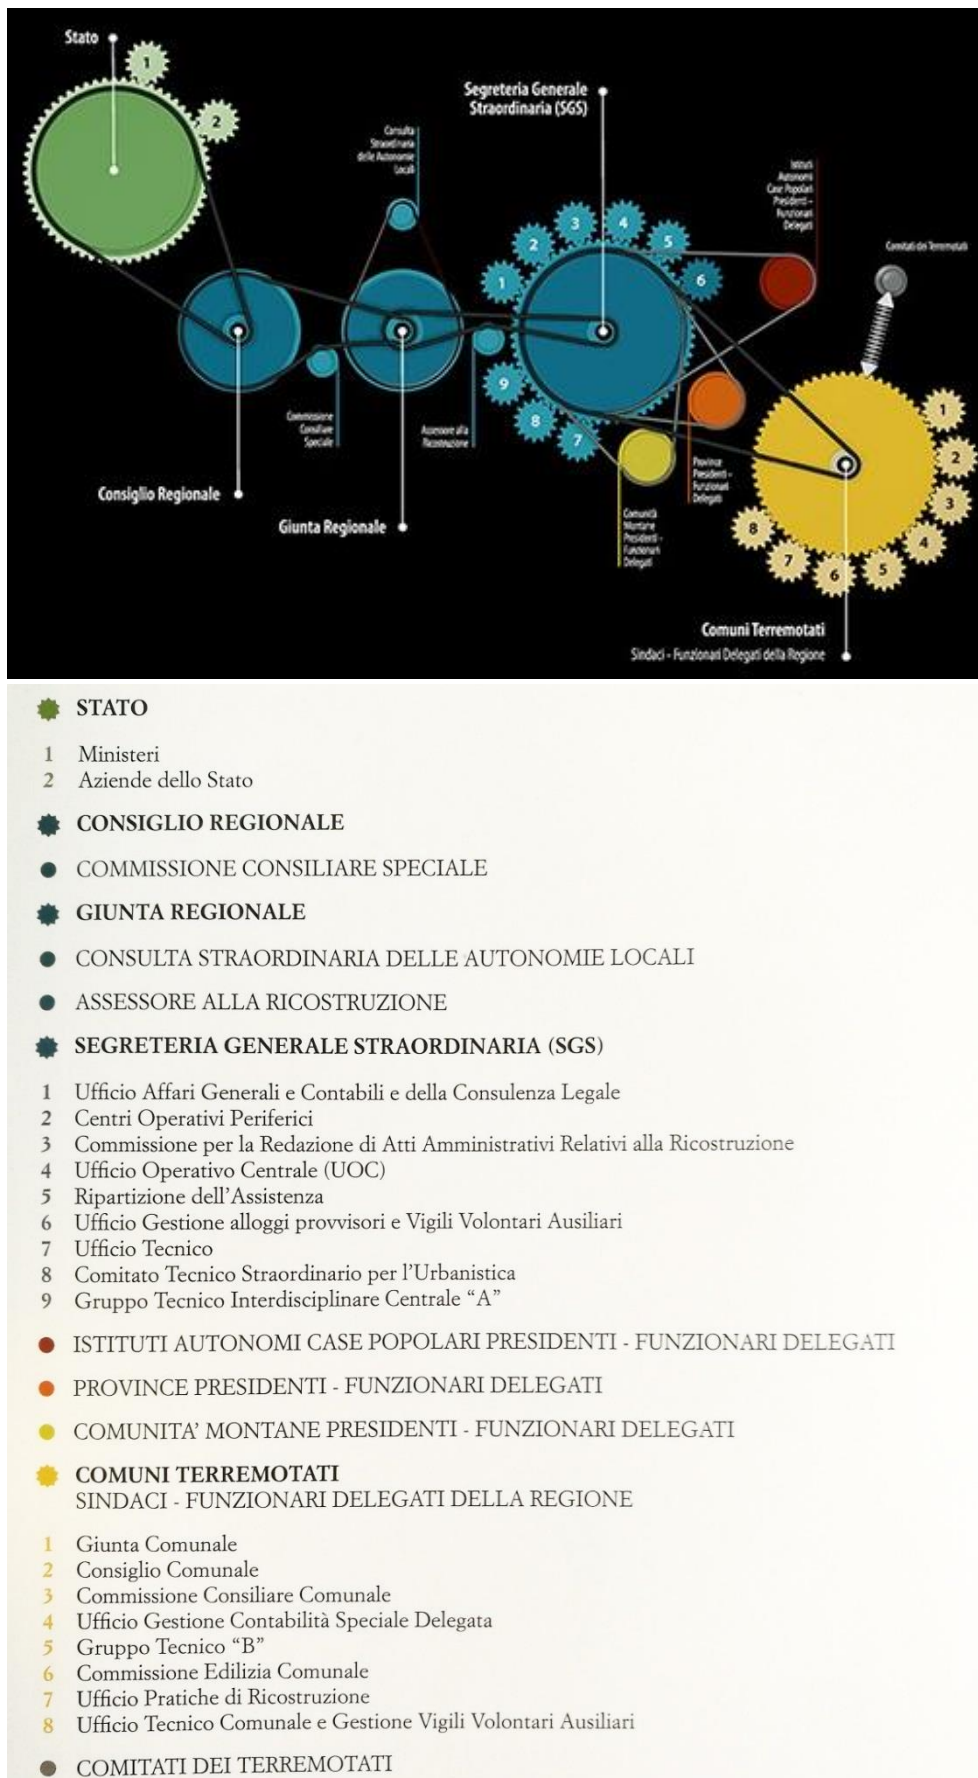 Stato
1
2
Segreteria Generale
Straordinaria (SGS)
Consulta
Straordinaria
delle Autonomie
Locali
Istituti
Autonomi
Case Popolari
Presidenti –
Funzionari
Delegati
Comitati dei Terremotati
1
2
3
4
5
6
7
8
9
Commissione
Consiliare
Speciale
Assessore alla
Ricostruzione
Consiglio Regionale
Giunta Regionale
Province
Presidenti –
Funzionari
Delegati
Comunità
Montane
Presidenti –
Funzionari
Delegati
1
2
3
4
5
6
7
8
Comuni Terremotati
Sindaci - Funzionari Delegati della Regione
STATO
1 Ministeri
2 Aziende dello Stato
CONSIGLIO REGIONALE
COMMISSIONE CONSILIARE SPECIALE
GIUNTA REGIONALE
CONSULTA STRAORDINARIA DELLE AUTONOMIE LOCALI
ASSESSORE ALLA RICOSTRUZIONE
SEGRETERIA GENERALE STRAORDINARIA (SGS)
1 Ufficio Affari Generali e Contabili e della Consulenza Legale
2 Centri Operativi Periferici
3 Commissione per la Redazione di Atti Amministrativi Relativi alla Ricostruzione
4 Ufficio Operativo Centrale (UOC)
5 Ripartizione dell'Assistenza
6 Ufficio Gestione alloggi provvisori e Vigili Volontari Ausiliari
7 Ufficio Tecnico
8 Comitato Tecnico Straordinario per l'Urbanistica
9 Gruppo Tecnico Interdisciplinare Centrale "A"
ISTITUTI AUTONOMI CASE POPOLARI PRESIDENTI - FUNZIONARI DELEGATI
PROVINCE PRESIDENTI - FUNZIONARI DELEGATI
COMUNITA' MONTANE PRESIDENTI - FUNZIONARI DELEGATI
COMUNI TERREMOTATI
SINDACI - FUNZIONARI DELEGATI DELLA REGIONE
1 Giunta Comunale
2 Consiglio Comunale
3 Commissione Consiliare Comunale
4 Ufficio Gestione Contabilità Speciale Delegata
5 Gruppo Tecnico "B"
6 Commissione Edilizia Comunale
7 Ufficio Pratiche di Ricostruzione
8 Ufficio Tecnico Comunale e Gestione Vigili Volontari Ausiliari
COMITATI DEI TERREMOTATI